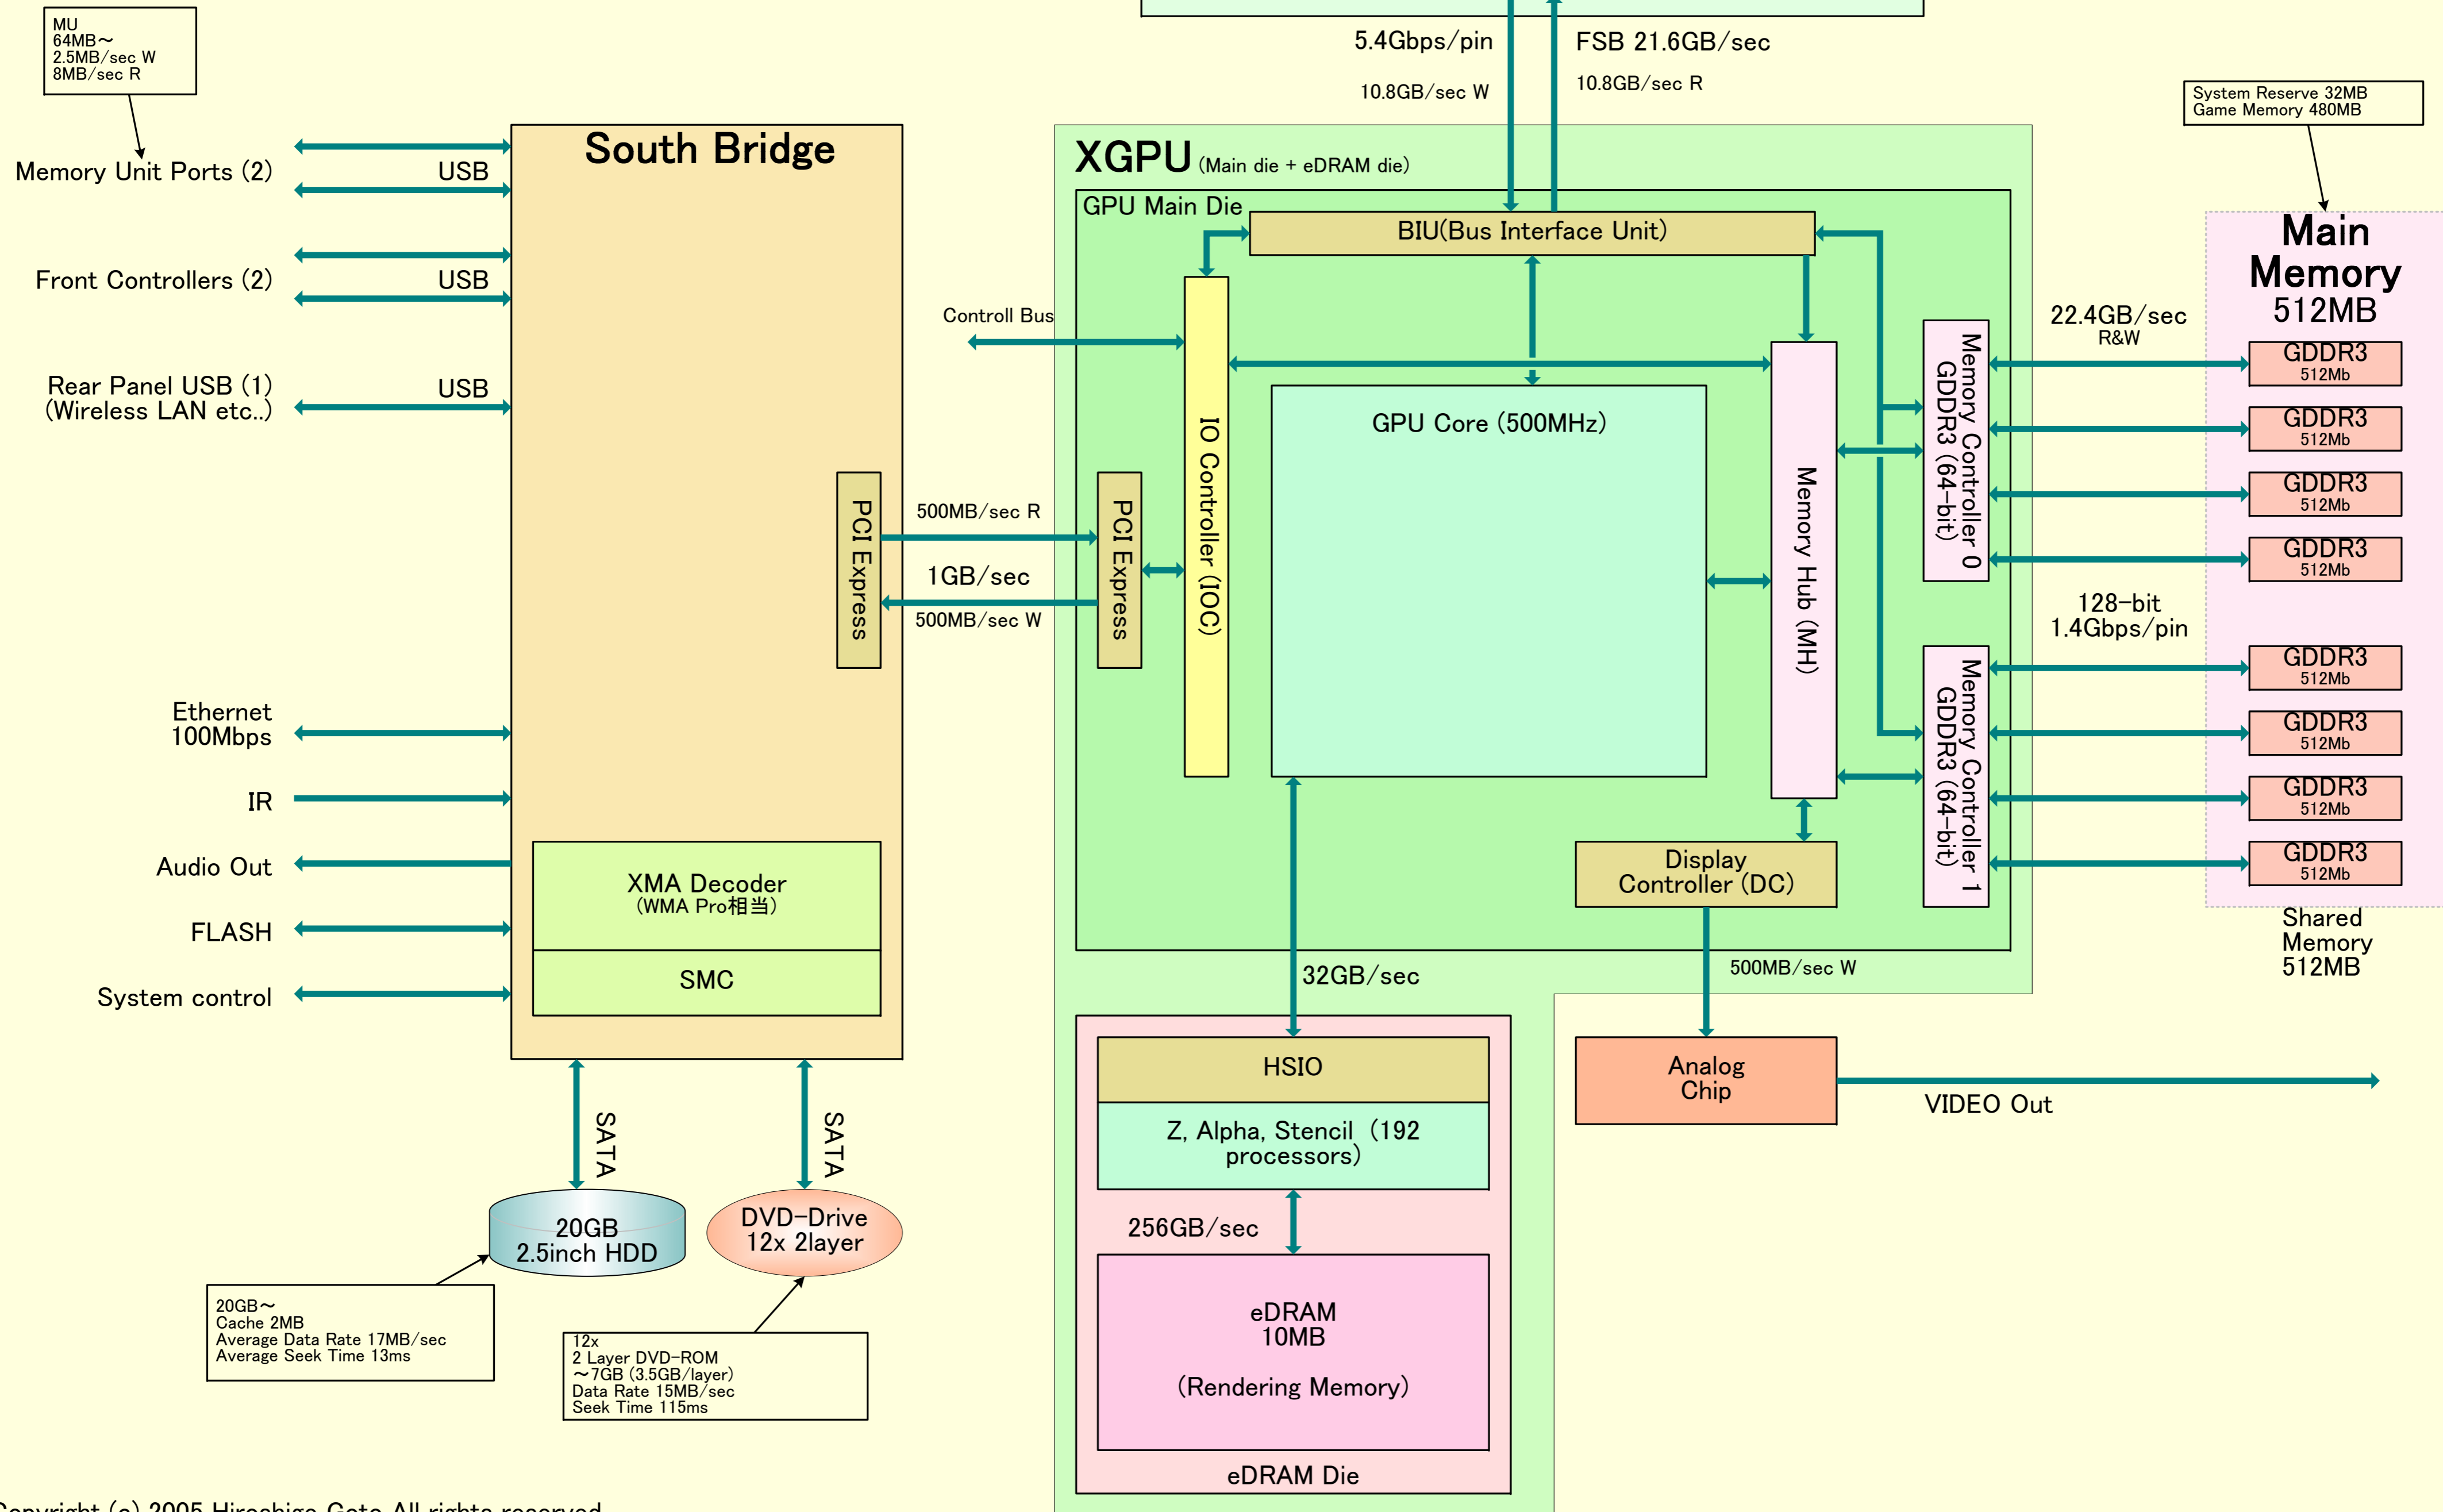 MU
64MB～
2.5MB/sec W
8MB/sec R
5.4Gbps/pin
FSB 21.6GB/sec
10.8GB/sec W
10.8GB/sec R
System Reserve 32MB
Game Memory 480MB
Memory Unit Ports (2)
USB
Front Controllers (2)
USB
Rear Panel USB (1)
(Wireless LAN etc..)
USB
Ethernet
100Mbps
IR
Audio Out
FLASH
System control
South Bridge
PCI Express
XMA Decoder
(WMA Pro相当)
SMC
500MB/sec R
1GB/sec
500MB/sec W
Controll Bus
XGPU (Main die + eDRAM die)
GPU Main Die
BIU(Bus Interface Unit)
PCI Express
IO Controller (IOC)
GPU Core (500MHz)
Memory Hub (MH)
Memory Controller 0
GDDR3 (64-bit)
Memory Controller 1
GDDR3 (64-bit)
Display
Controller (DC)
22.4GB/sec
R&W
128-bit
1.4Gbps/pin
Main
Memory
512MB
GDDR3
512Mb
GDDR3
512Mb
GDDR3
512Mb
GDDR3
512Mb
GDDR3
512Mb
GDDR3
512Mb
GDDR3
512Mb
GDDR3
512Mb
Shared
Memory
512MB
32GB/sec
500MB/sec W
HSIO
Z, Alpha, Stencil (192
processors)
256GB/sec
eDRAM
10MB
(Rendering Memory)
eDRAM Die
Analog
Chip
VIDEO Out
SATA
SATA
20GB
2.5inch HDD
DVD-Drive
12x 2layer
20GB～
Cache 2MB
Average Data Rate 17MB/sec
Average Seek Time 13ms
12x
2 Layer DVD-ROM
～7GB (3.5GB/layer)
Data Rate 15MB/sec
Seek Time 115ms
Copyright (c) 2005 Hiroshige Goto All rights reserved